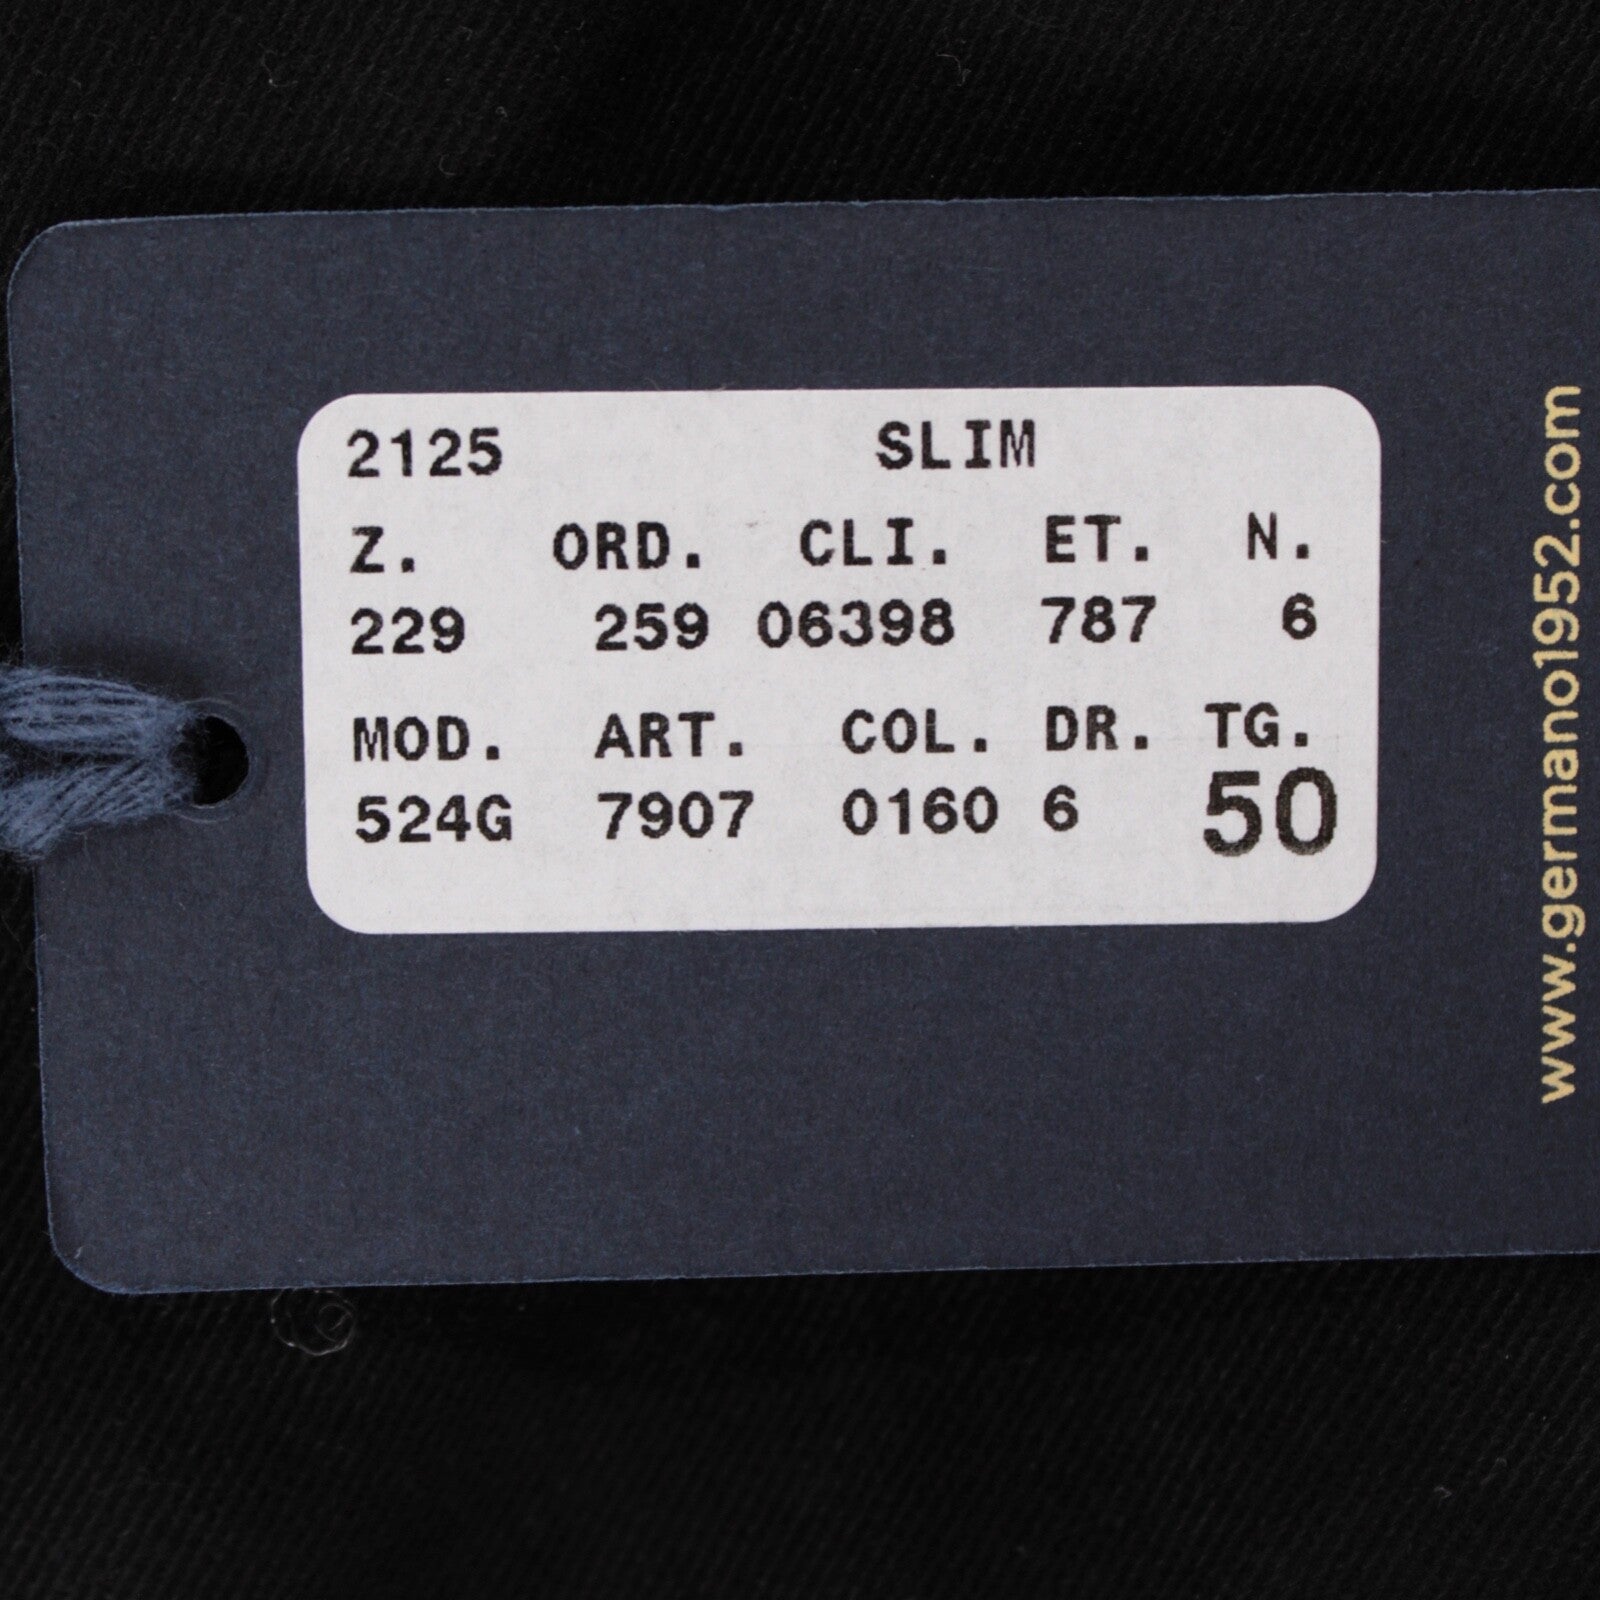 2125 SLIM
Z. ORD. CLI. ET. N.
229 259 06398 787 6
MOD. ART. COL. DR. TG.
524G 7907 0160 6 50
www.germano1952.com